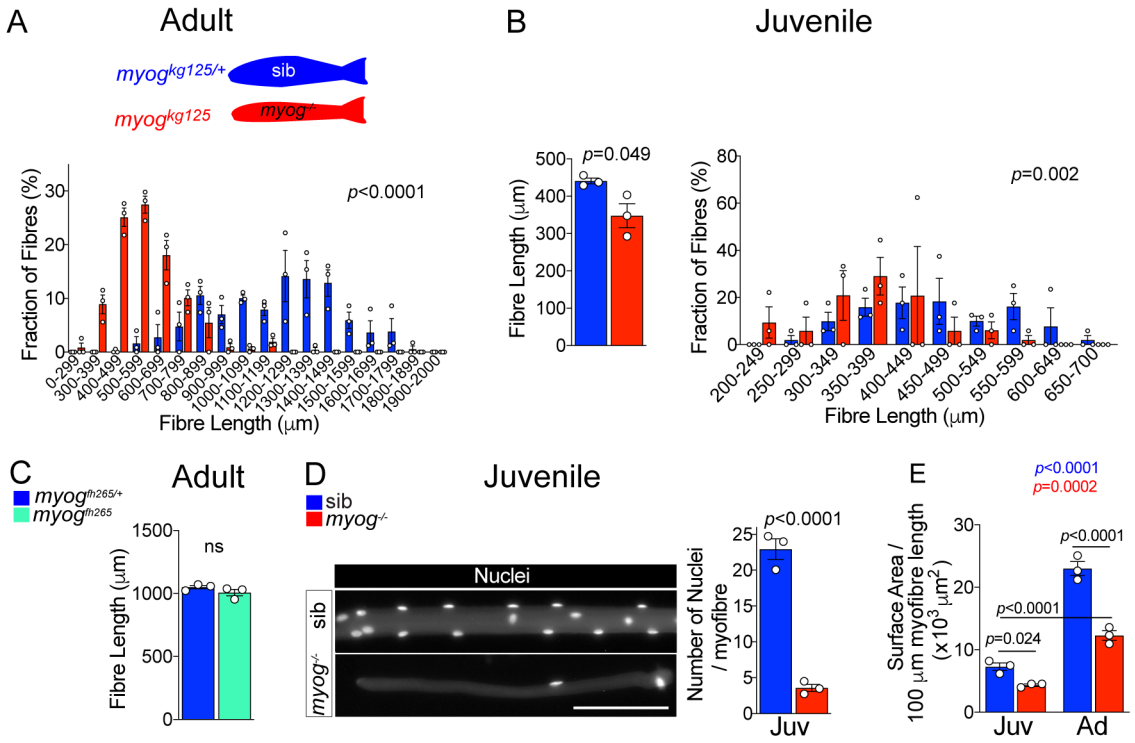 A
Adult
myog^kg125/+
sib
myog^kg125
myog^-/-
p<0.0001
Fraction of Fibres (%)
30
20
10
0
0-299
300-399
400-499
500-599
600-699
700-799
800-899
900-999
1000-1099
1100-1199
1200-1299
1300-1399
1400-1499
1500-1599
1600-1699
1700-1799
1800-1899
1900-2000
Fibre Length (μm)
B
Juvenile
p=0.049
Fibre Length (μm)
500
400
300
200
100
0
p=0.002
Fraction of Fibres (%)
80
60
40
20
0
200-249
250-299
300-349
350-399
400-449
450-499
500-549
550-599
600-649
650-700
Fibre Length (μm)
C
Adult
myog^fh265/+
myog^fh265
ns
Fibre Length (μm)
1500
1000
500
0
D
Juvenile
sib
myog^-/-
Nuclei
sib
myog^-/-
p<0.0001
Number of Nuclei
/ myofibre
25
20
15
10
5
0
Juv
E
p<0.0001
p=0.0002
Surface Area /
100 μm myofibre length
(x10³ μm²)
30
20
10
0
p<0.0001
p<0.0001
p=0.024
Juv
Ad